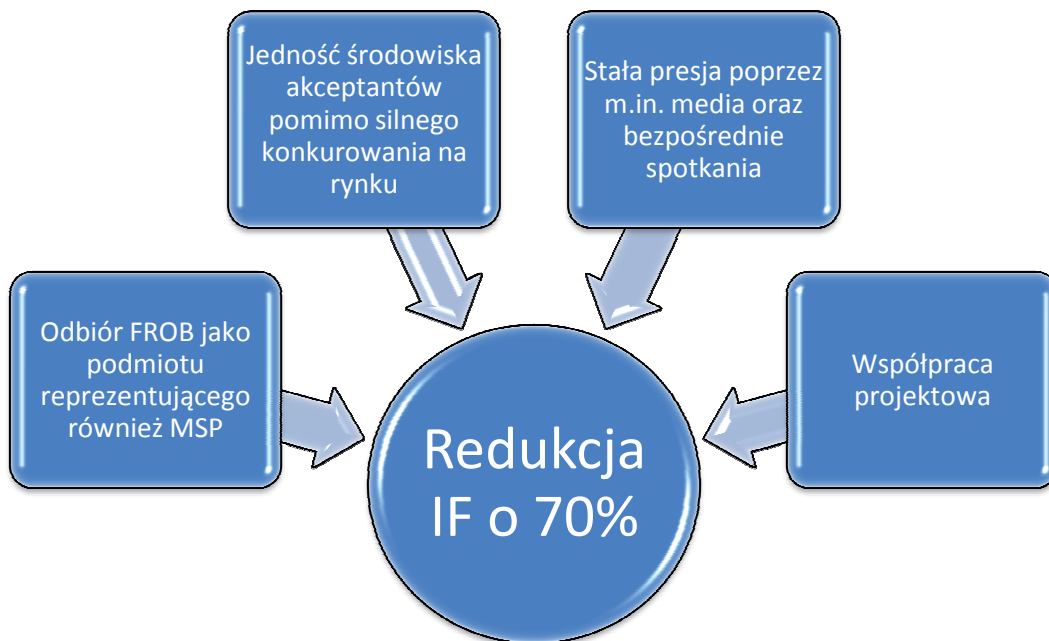 Jedność środowiska
akceptantów
pomimo silnego
konkurowania na
rynku
Stała presja poprzez
m.in. media oraz
bezpośrednie
spotkania
Odbiór FROB jako
podmiotu
reprezentującego
również MSP
Współpraca
projektowa
Redukcja
IF o 70%